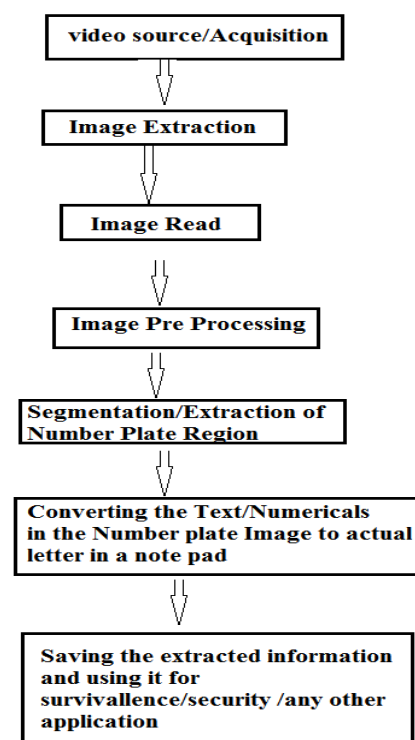 video source/Acquisition
Image Extraction
Image Read
Image Pre Processing
Segmentation/Extraction of
Number Plate Region
Converting the Text/Numericals
in the Number plate Image to actual
letter in a note pad
Saving the extracted information
and using it for
survivallence/security /any other
application